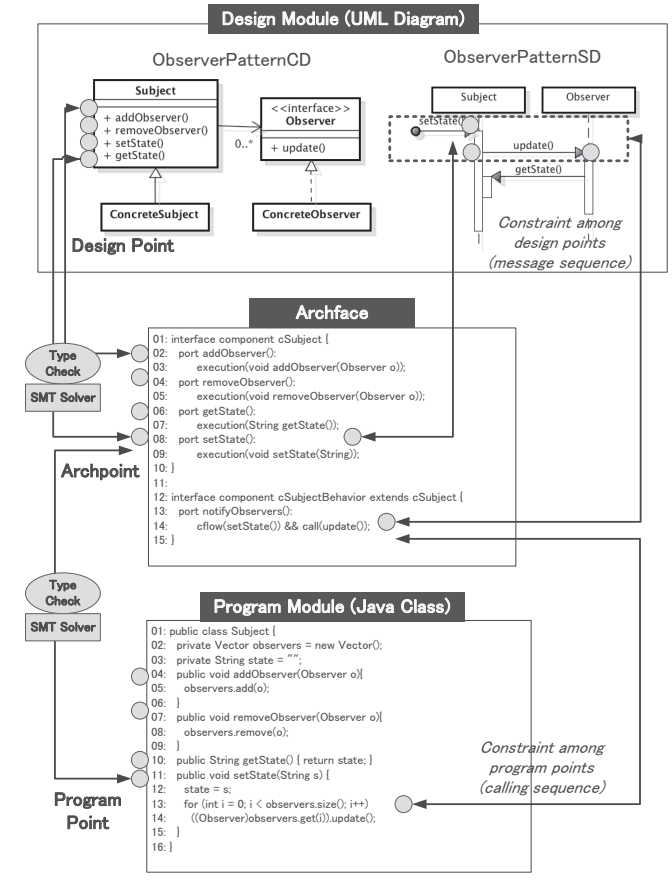 Design Module (UML Diagram)
ObserverPatternCD
ObserverPatternSD
Subject
+ addObserver()
+ removeObserver()
+ setState()
+ getState()
0..*
<<interface>>
Observer
+ update()
ConcreteSubject
ConcreteObserver
Design Point
Subject
Observer
setState()
update()
getState()
Constraint among
design points
(message sequence)
Archface
Type
Check
SMT Solver
Archpoint
01: interface component cSubject {
02: port addObserver():
03: execution(void addObserver(Observer o));
04: port removeObserver():
05: execution(void removeObserver(Observer o));
06: port getState():
07: execution(String getState());
08: port setState():
09: execution(void setState(String));
10: }
11:
12: interface component cSubjectBehavior extends cSubject {
13: port notifyObservers():
14: cflow(setState()) && call(update());
15: }
Type
Check
SMT Solver
Program Module (Java Class)
01: public class Subject {
02: private Vector observers = new Vector();
03: private String state = "";
04: public void addObserver(Observer o){
05: observers.add(o);
06: }
07: public void removeObserver(Observer o){
08: observers.remove(o);
09: }
10: public String getState() { return state; }
11: public void setState(String s) {
12: state = s;
13: for (int i = 0; i < observers.size(); i++)
14: ((Observer)observers.get(i)).update();
15: }
16: }
Program
Point
Constraint among
program points
(calling sequence)